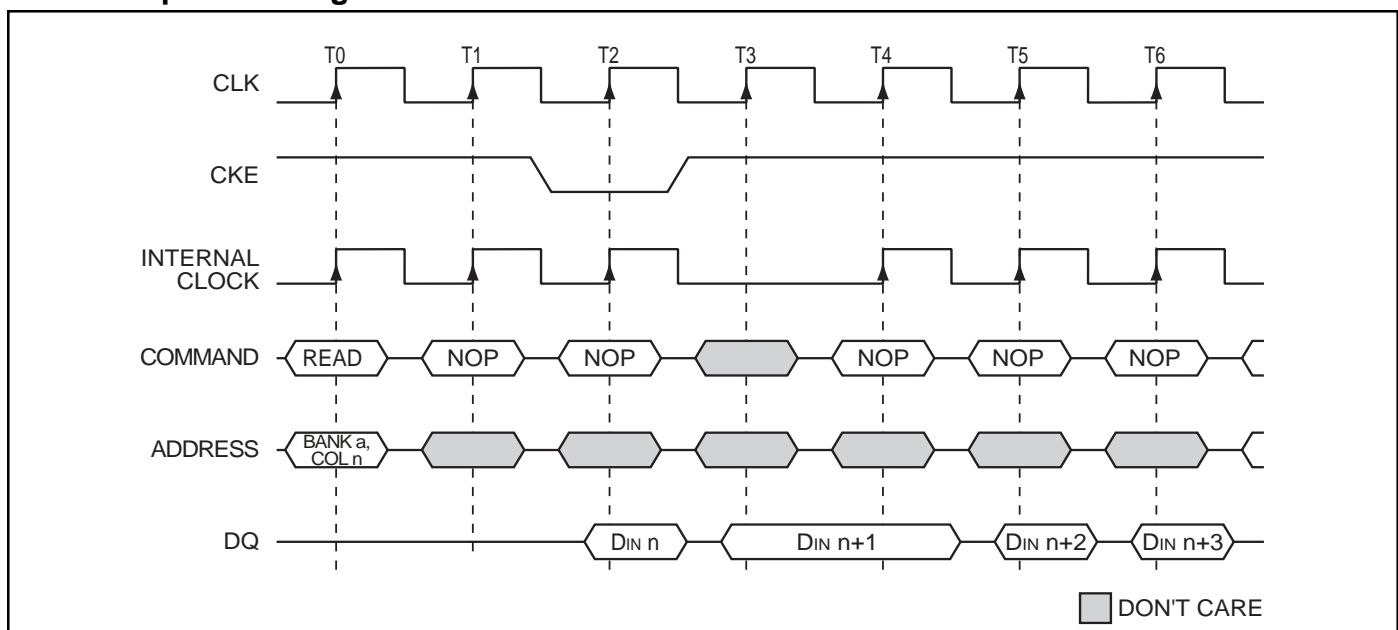 T0 T1 T2 T3 T4 T5 T6
CLK
CKE
INTERNAL
CLOCK
COMMAND READ NOP NOP NOP NOP NOP
ADDRESS BANK a,
COL n
DQ DIN n DIN n+1 DIN n+2 DIN n+3
DON'T CARE